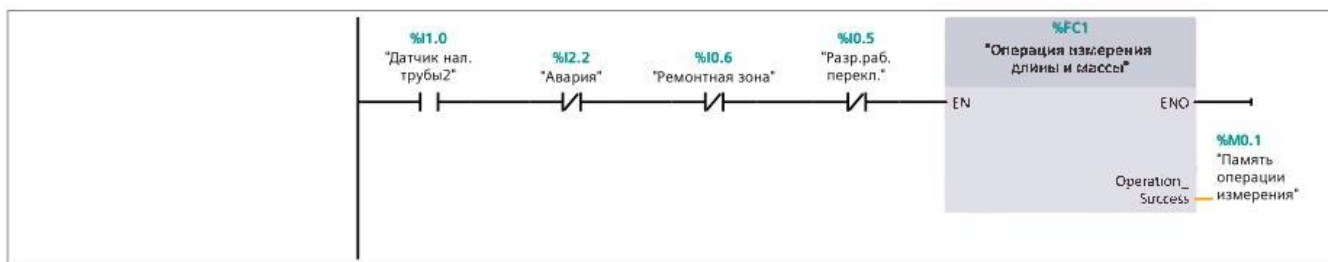 %I1.0
"Датчик нал.
трубы2"
%I2.2
"Авария"
%I0.6
"Ремонтная зона"
%I0.5
"Разр.раб.
перекл."
%FC1
"Операция измерения
длины и массы"
EN
ENO
%M0.1
"Память
операции
измерения"
Operation_
Success